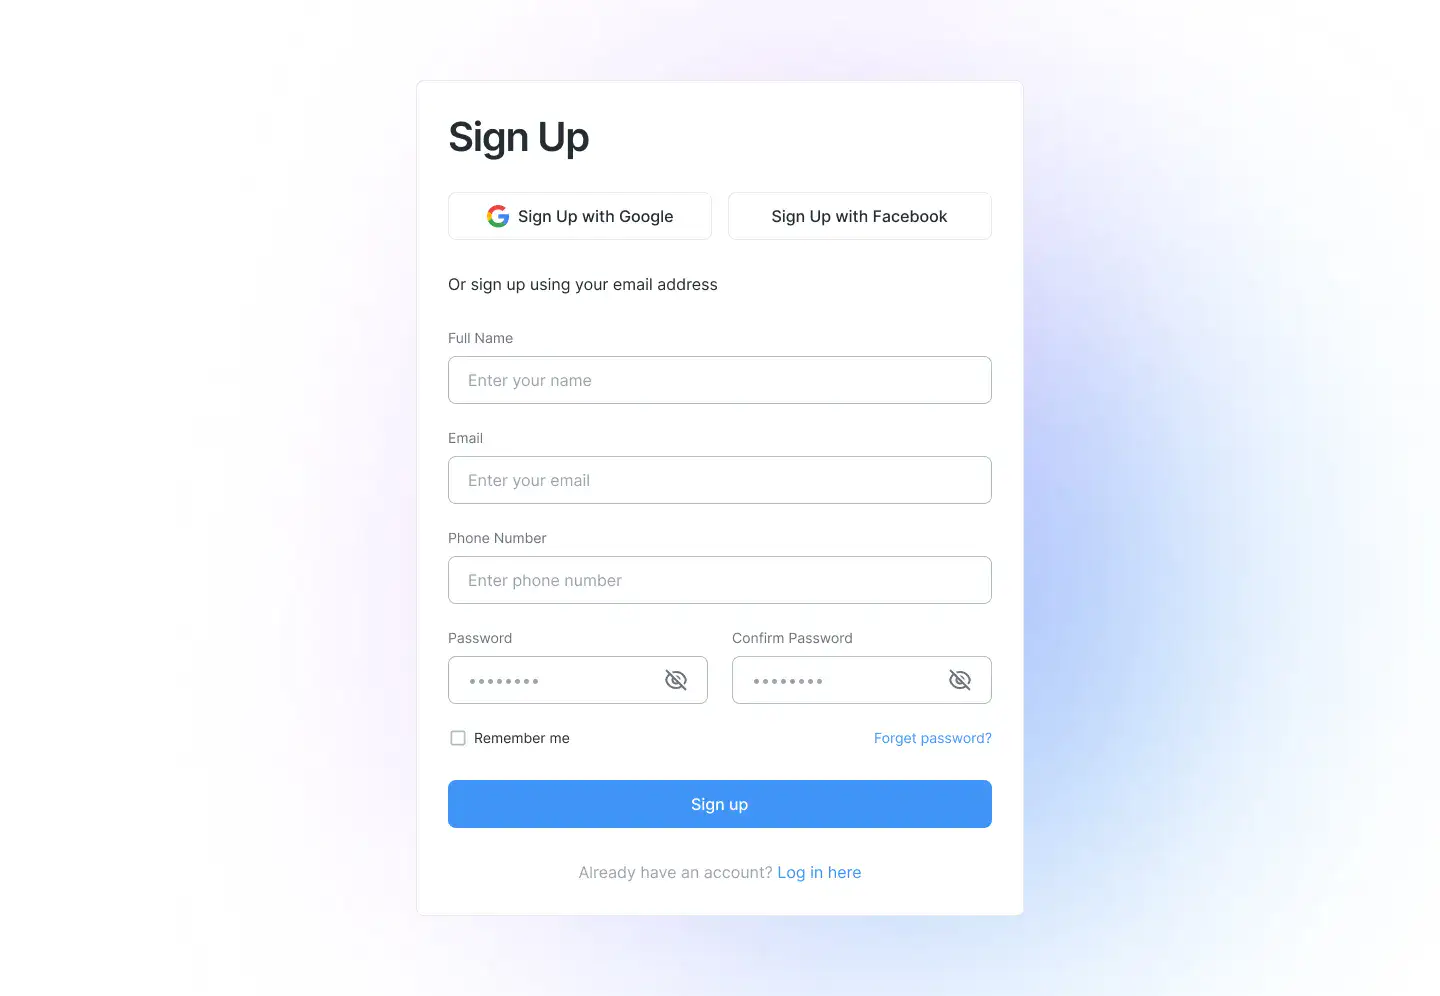 Sign Up
Sign Up with Google
Sign Up with Facebook
Or sign up using your email address
Full Name
Enter your name
Email
Enter your email
Phone Number
Enter phone number
Password
Confirm Password
••••••••
••••••••
Remember me
Forget password?
Sign up
Already have an account? Log in here